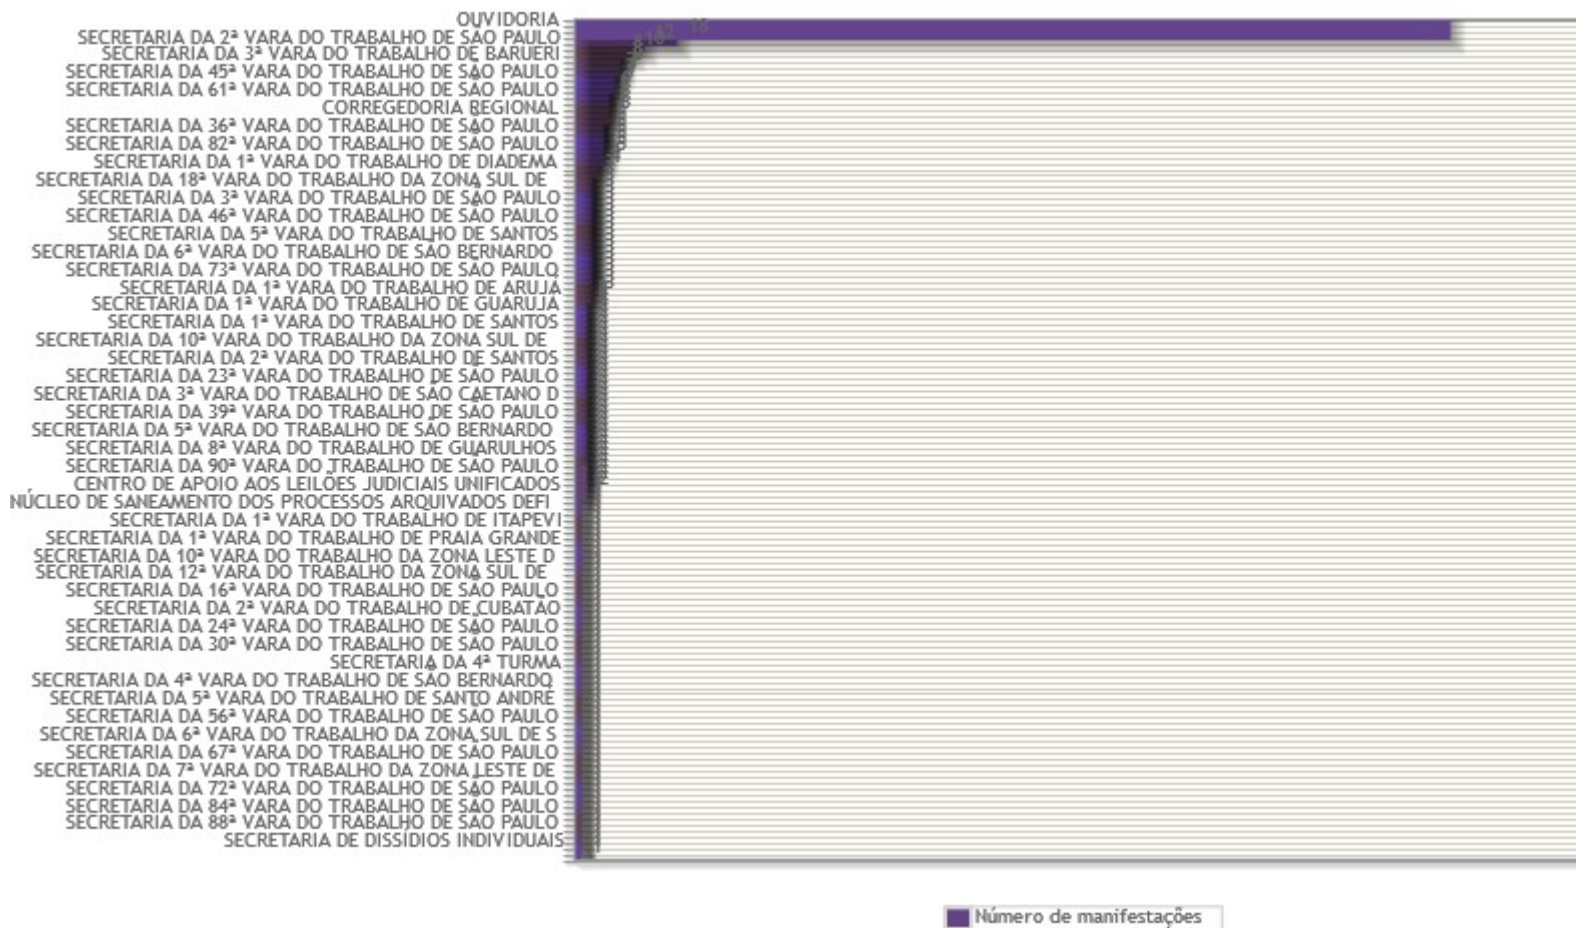 OUVIDORIA
SECRETARIA DA 2ª VARA DO TRABALHO DE SÃO PAULO
SECRETARIA DA 3ª VARA DO TRABALHO DE BARUERI
SECRETARIA DA 45ª VARA DO TRABALHO DE SÃO PAULO
SECRETARIA DA 61ª VARA DO TRABALHO DE SÃO PAULO
CORREGEDORIA REGIONAL
SECRETARIA DA 36ª VARA DO TRABALHO DE SÃO PAULO
SECRETARIA DA 82ª VARA DO TRABALHO DE SÃO PAULO
SECRETARIA DA 1ª VARA DO TRABALHO DE DIADEMA
SECRETARIA DA 18ª VARA DO TRABALHO DA ZONA SUL DE
SECRETARIA DA 3ª VARA DO TRABALHO DE SÃO PAULO
SECRETARIA DA 46ª VARA DO TRABALHO DE SÃO PAULO
SECRETARIA DA 5ª VARA DO TRABALHO DE SANTOS
SECRETARIA DA 6ª VARA DO TRABALHO DE SÃO BERNARDO
SECRETARIA DA 73ª VARA DO TRABALHO DE SÃO PAULO
SECRETARIA DA 1ª VARA DO TRABALHO DE ARUJÁ
SECRETARIA DA 1ª VARA DO TRABALHO DE GUARUJÁ
SECRETARIA DA 1ª VARA DO TRABALHO DE SANTOS
SECRETARIA DA 10ª VARA DO TRABALHO DA ZONA SUL DE
SECRETARIA DA 2ª VARA DO TRABALHO DE SANTOS
SECRETARIA DA 23ª VARA DO TRABALHO DE SÃO PAULO
SECRETARIA DA 3ª VARA DO TRABALHO DE SÃO CAETANO D
SECRETARIA DA 39ª VARA DO TRABALHO DE SÃO PAULO
SECRETARIA DA 5ª VARA DO TRABALHO DE SÃO BERNARDO
SECRETARIA DA 8ª VARA DO TRABALHO DE GUARULHOS
SECRETARIA DA 90ª VARA DO TRABALHO DE SÃO PAULO
CENTRO DE APOIO AOS LEILÕES JUDICIAIS UNIFICADOS
NÚCLEO DE SANEAMENTO DOS PROCESSOS ARQUIVADOS DEFI
SECRETARIA DA 1ª VARA DO TRABALHO DE ITAPEVI
SECRETARIA DA 1ª VARA DO TRABALHO DE PRAIA GRANDE
SECRETARIA DA 10ª VARA DO TRABALHO DA ZONA LESTE D
SECRETARIA DA 12ª VARA DO TRABALHO DA ZONA SUL DE
SECRETARIA DA 16ª VARA DO TRABALHO DE SÃO PAULO
SECRETARIA DA 2ª VARA DO TRABALHO DE CUBATÃO
SECRETARIA DA 24ª VARA DO TRABALHO DE SÃO PAULO
SECRETARIA DA 30ª VARA DO TRABALHO DE SÃO PAULO
SECRETARIA DA 4ª TURMA
SECRETARIA DA 4ª VARA DO TRABALHO DE SÃO BERNARDO
SECRETARIA DA 5ª VARA DO TRABALHO DE SANTO ANDRÉ
SECRETARIA DA 56ª VARA DO TRABALHO DE SÃO PAULO
SECRETARIA DA 6ª VARA DO TRABALHO DA ZONA SUL DE S
SECRETARIA DA 67ª VARA DO TRABALHO DE SÃO PAULO
SECRETARIA DA 7ª VARA DO TRABALHO DA ZONA LESTE DE
SECRETARIA DA 72ª VARA DO TRABALHO DE SÃO PAULO
SECRETARIA DA 84ª VARA DO TRABALHO DE SÃO PAULO
SECRETARIA DA 88ª VARA DO TRABALHO DE SÃO PAULO
SECRETARIA DE DISSÍDIOS INDIVIDUAIS
Número de manifestações